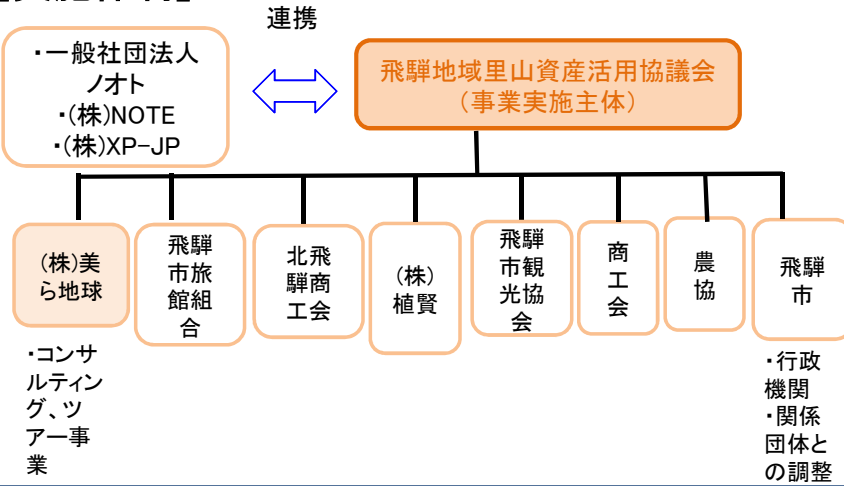 連携
・一般社団法人
ノオト
・(株)NOTE
・(株)XP-JP
飛騨地域里山資産活用協議会
(事業実施主体)
(株)美
ら地球
飛騨
市旅
館組
合
北飛
騨商
工会
(株)
植賢
飛騨
市観
光協
会
商
工
会
農
協
飛騨
市
・コンサ
ルティン
グ、ツ
アー事
業
・行政
機関
・関係
団体と
の調整